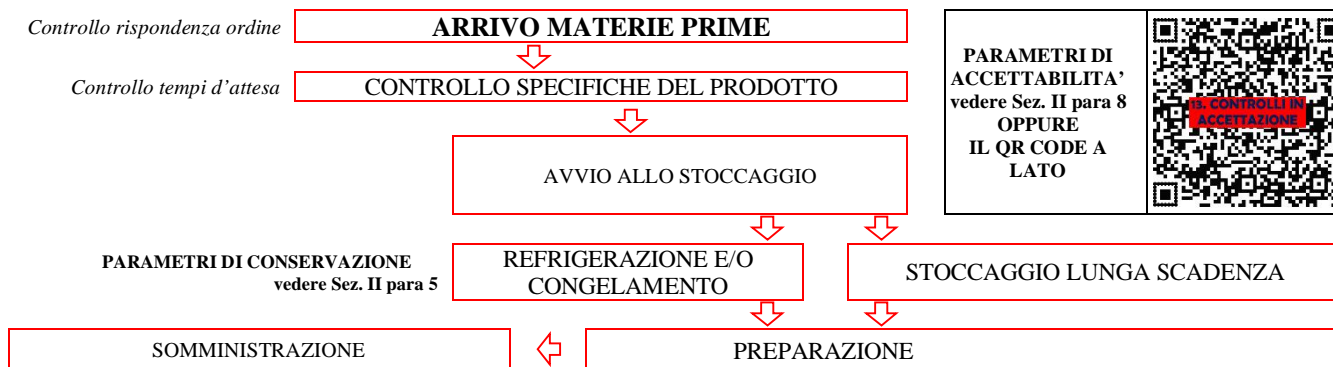 Controllo rispondenza ordine
ARRIVO MATERIE PRIME
Controllo tempi d'attesa
CONTROLLO SPECIFICHE DEL PRODOTTO
PARAMETRI DI
ACCETTABILITA'
vedere Sez. II para 8
OPPURE
IL QR CODE A
LATO
13. CONTROLLI IN
ACCETTAZIONE
AVVIO ALLO STOCCAGGIO
PARAMETRI DI CONSERVAZIONE
vedere Sez. II para 5
REFRIGERAZIONE E/O
CONGELAMENTO
STOCCAGGIO LUNGA SCADENZA
SOMMINISTRAZIONE
PREPARAZIONE